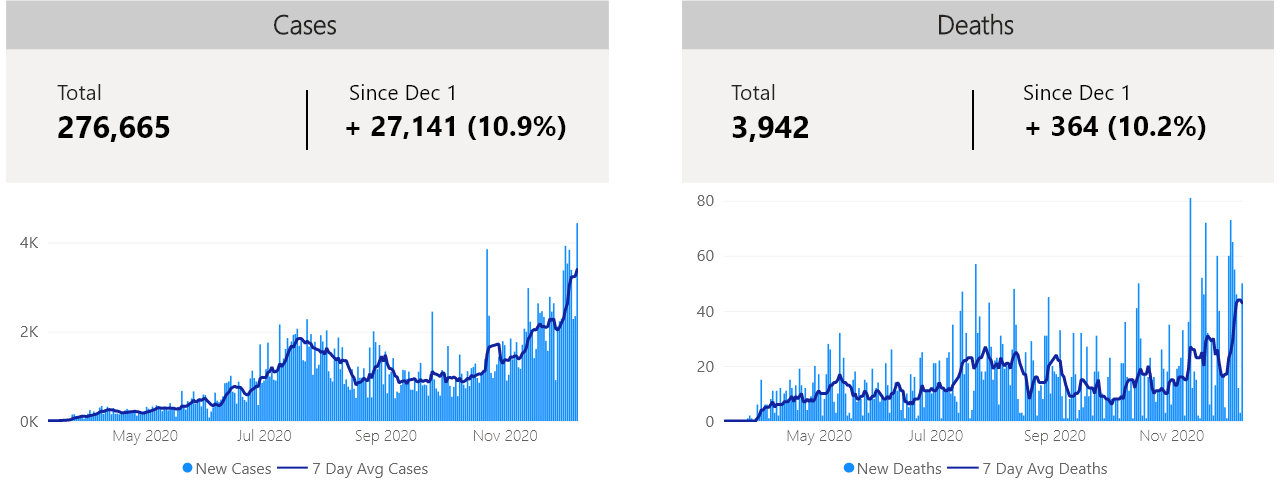 Cases
Total
276,665
Since Dec 1
+ 27,141 (10.9%)
4K
2K
0K
May 2020
Jul 2020
Sep 2020
Nov 2020
New Cases
7 Day Avg Cases
Deaths
Total
3,942
Since Dec 1
+ 364 (10.2%)
80
60
40
20
0
May 2020
Jul 2020
Sep 2020
Nov 2020
New Deaths
7 Day Avg Deaths